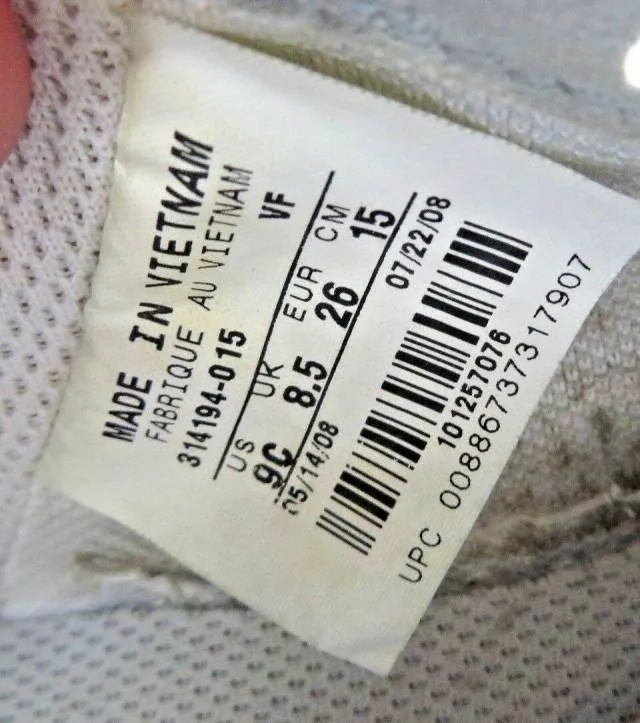 MADE IN VIETNAM
FABRIQUE AU VIETNAM
314194-015 VF
US UK EUR CM
9C 8.5 26 15
05/14/08 07/22/08
101257076
UPC 00886737317907